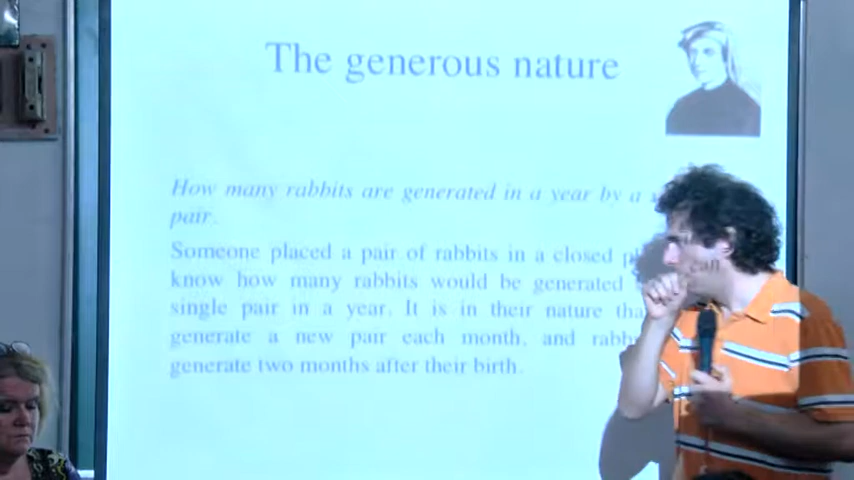 The generous nature
How many rabbits are generated in a year by a
pair.
Someone placed a pair of rabbits in a closed
know how many rabbits would be generated
single pair in a year. It is in their nature
generate a new pair each month, and
generate two months after their birth.